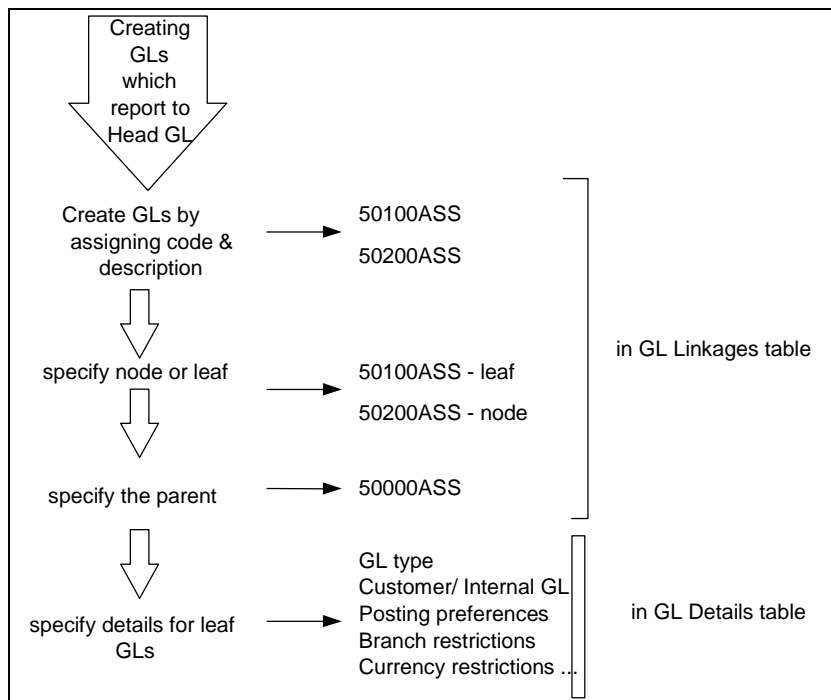 Creating
GLs
which
report to
Head GL
Create GLs by
assigning code &
description
50100ASS
50200ASS
specify node or leaf
50100ASS - leaf
50200ASS - node
in GL Linkages table
specify the parent
50000ASS
specify details for leaf
GLs
GL type
Customer/ Internal GL
Posting preferences
Branch restrictions
Currency restrictions ...
in GL Details table